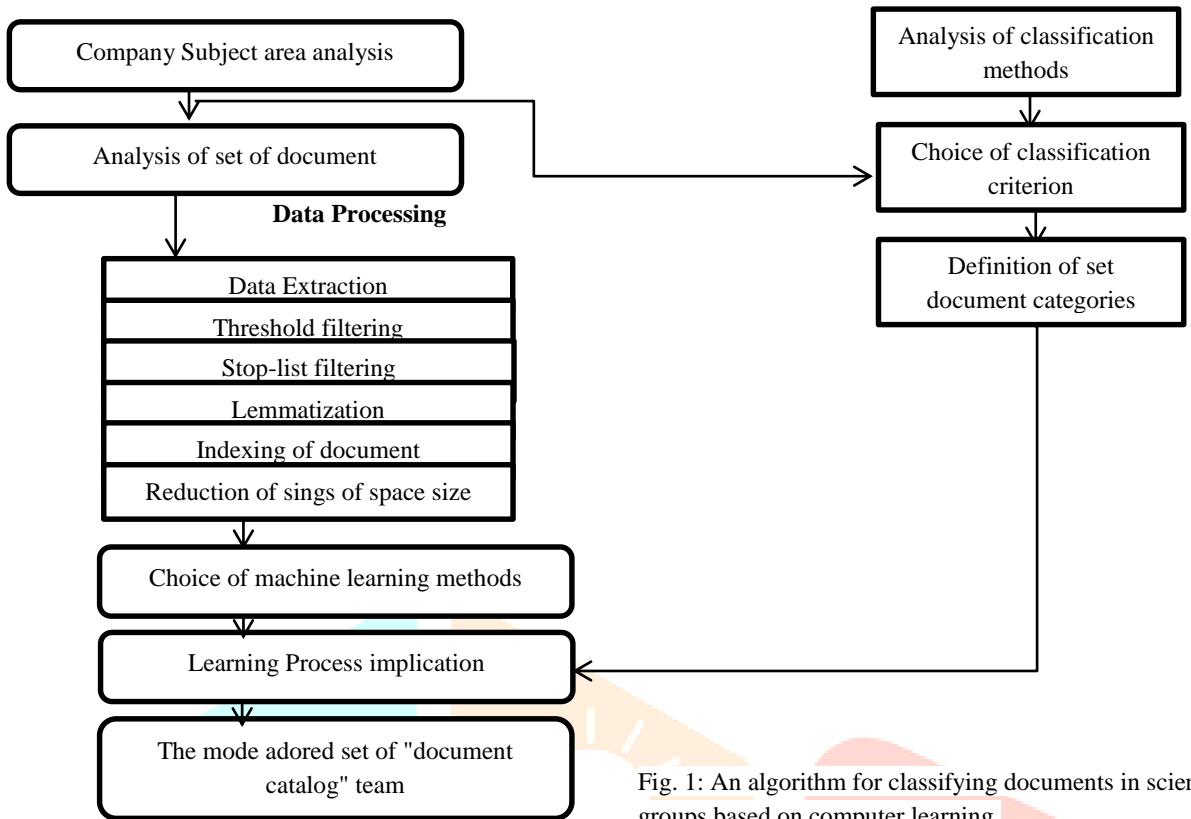 Company Subject area analysis
Analysis of set of document
Data Processing
Data Extraction
Threshold filtering
Stop-list filtering
Lemmatization
Indexing of document
Reduction of sings of space size
Choice of machine learning methods
Learning Process implication
The mode adored set of "document
catalog" team
Analysis of classification
methods
Choice of classification
criterion
Definition of set
document categories
Fig. 1: An algorithm for classifying documents in scien
groups based on computer learning